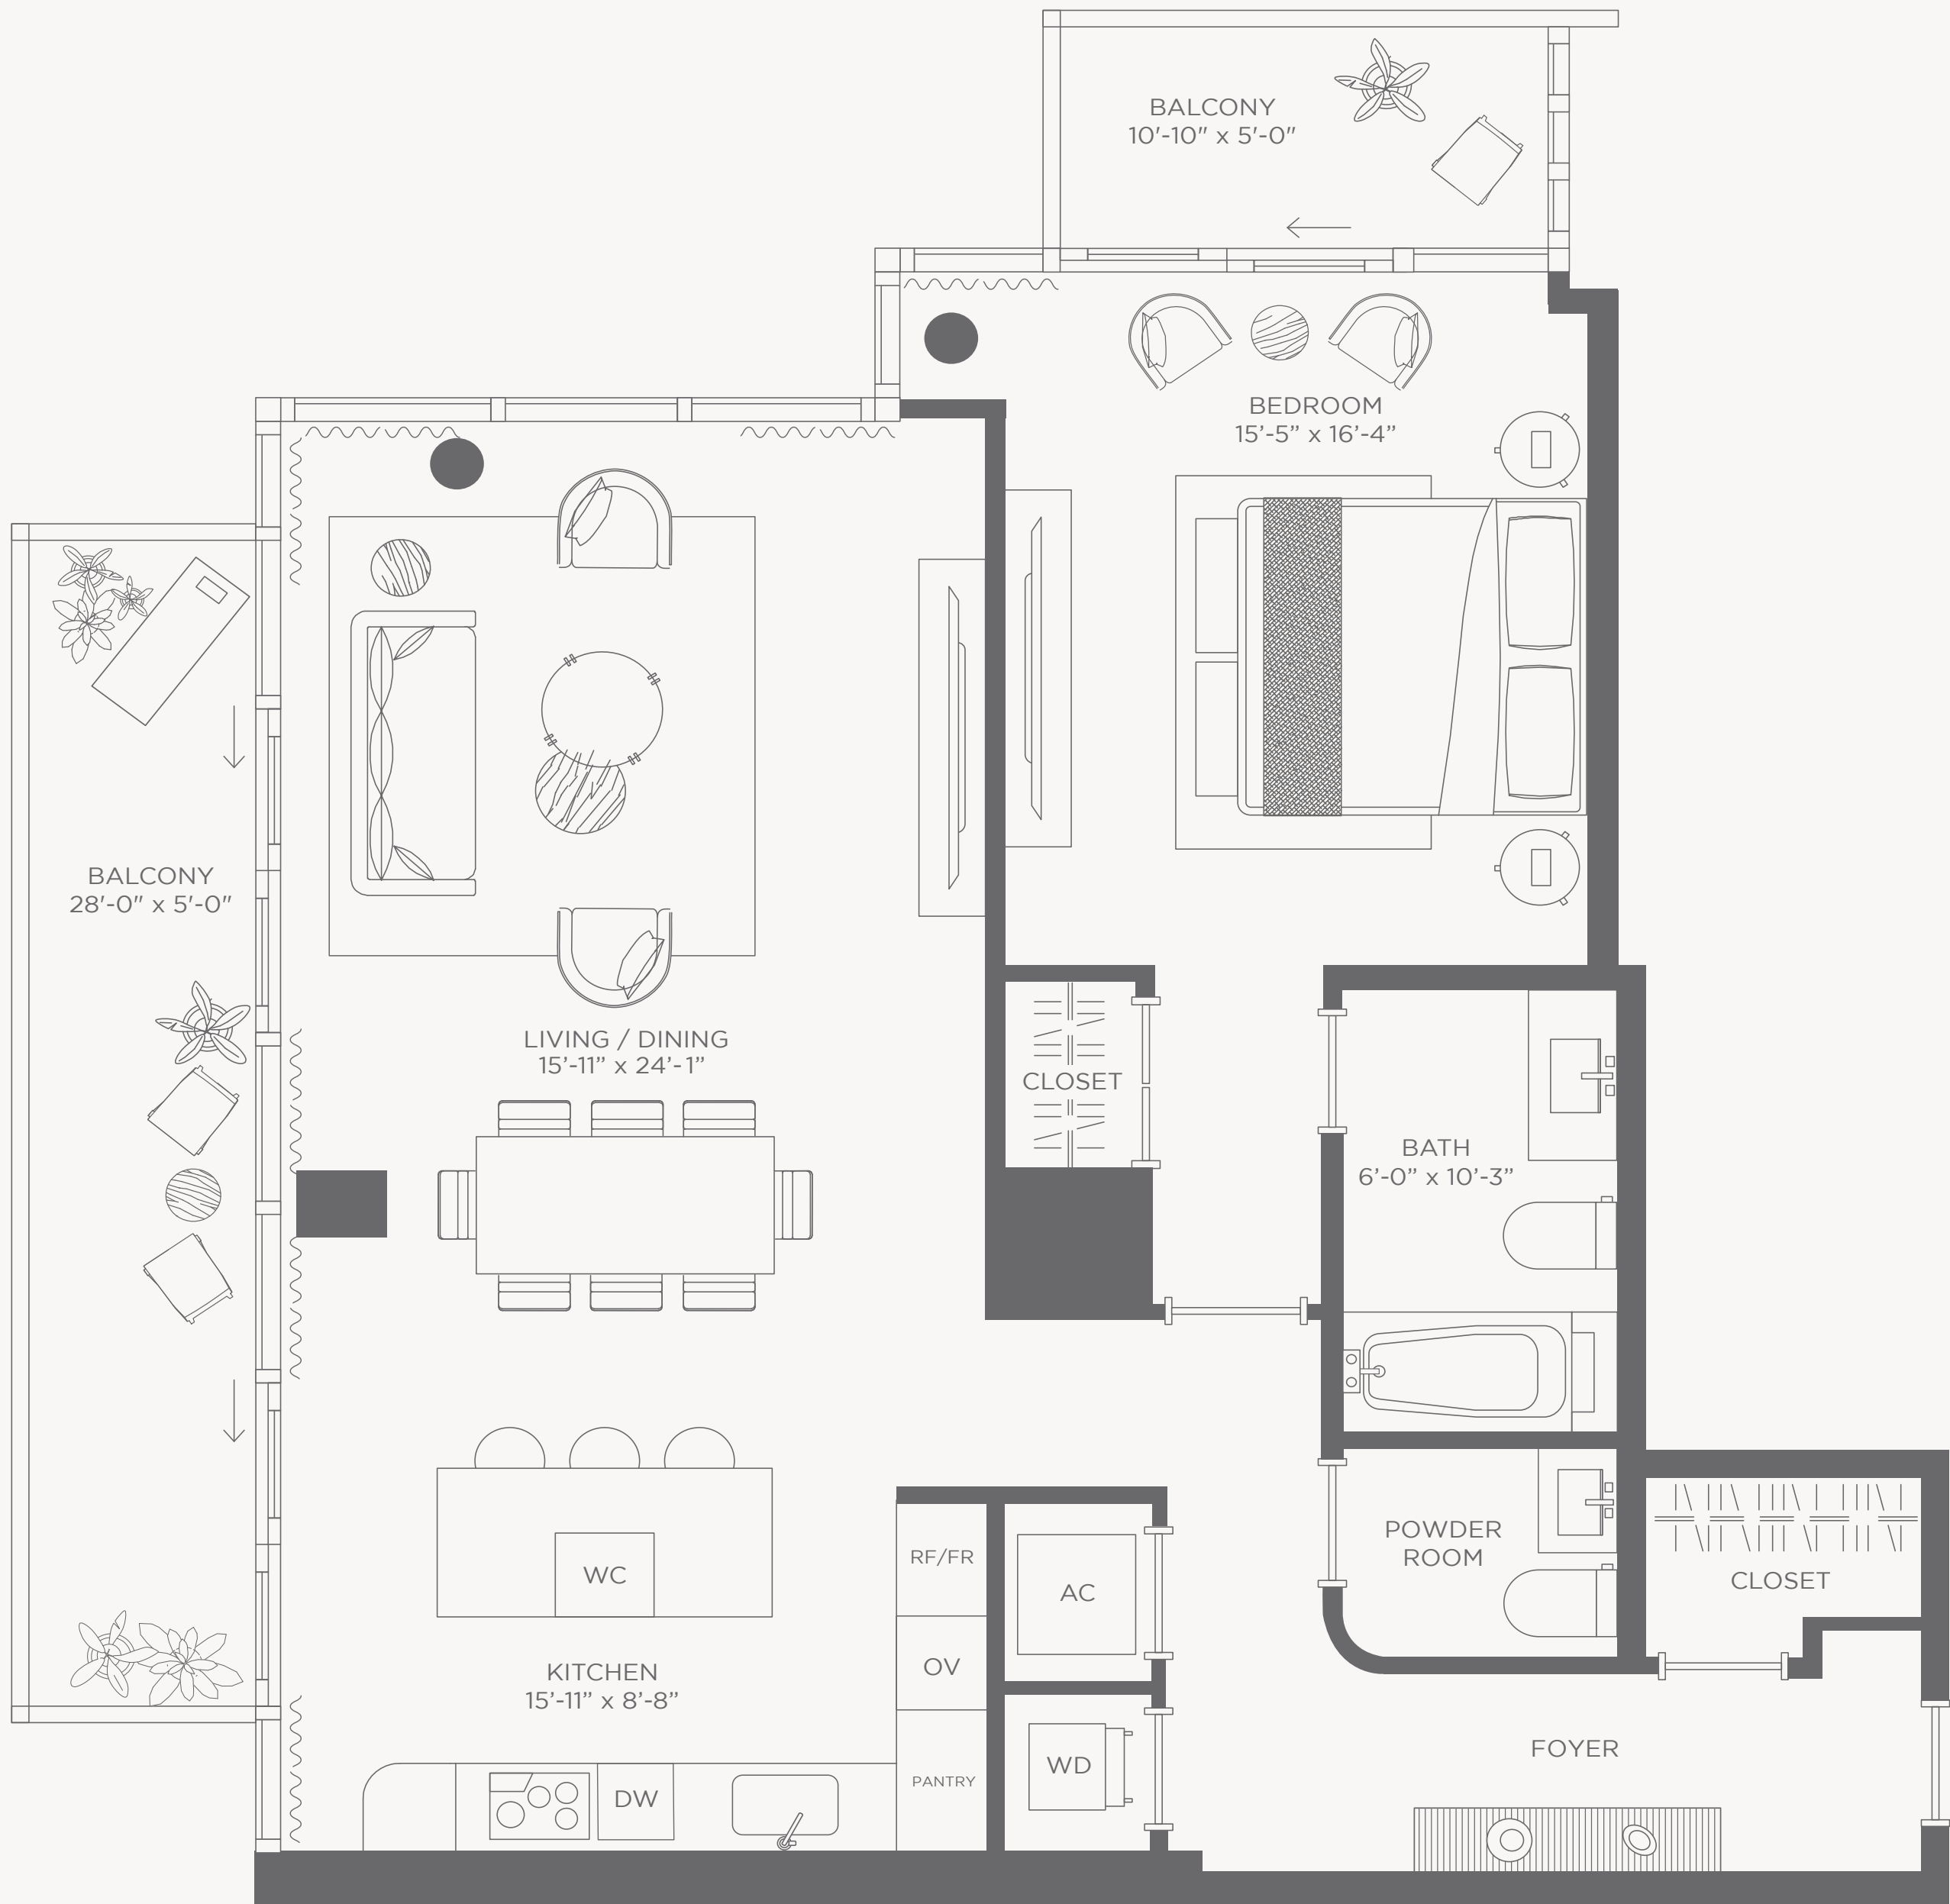 BALCONY
10'-10" x 5'-0"
BEDROOM
15'-5” x 16’-4”
BALCONY
28'-0" x 5'-0"
LIVING / DINING
15’-11” x 24’-1”
CLOSET
BATH
6’-0” x 10’-3”
POWDER
ROOM
CLOSET
RF/FR
AC
WC
OV
KITCHEN
15’-11” x 8’-8”
FOYER
WD
PANTRY
DW